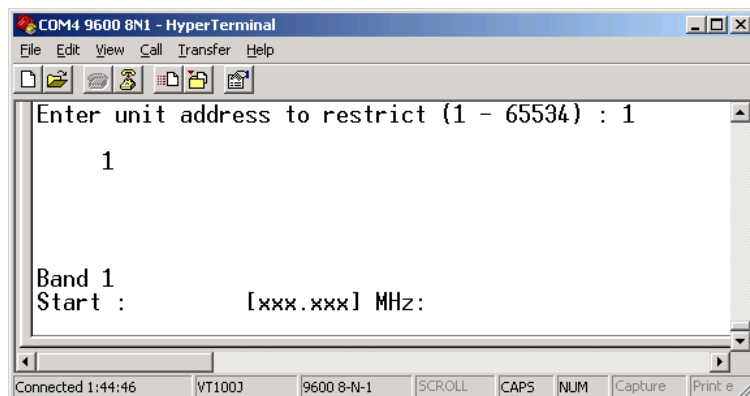 COM4 9600 8N1 - HyperTerminal
File Edit View Call Transfer Help
Enter unit address to restrict (1 - 65534) : 1
1
Band 1
Start : [xxx.xxx] MHz:
Connected 1:44:46 VT100J 9600 8-N-1 SCROLL CAPS NUM Capture Print e